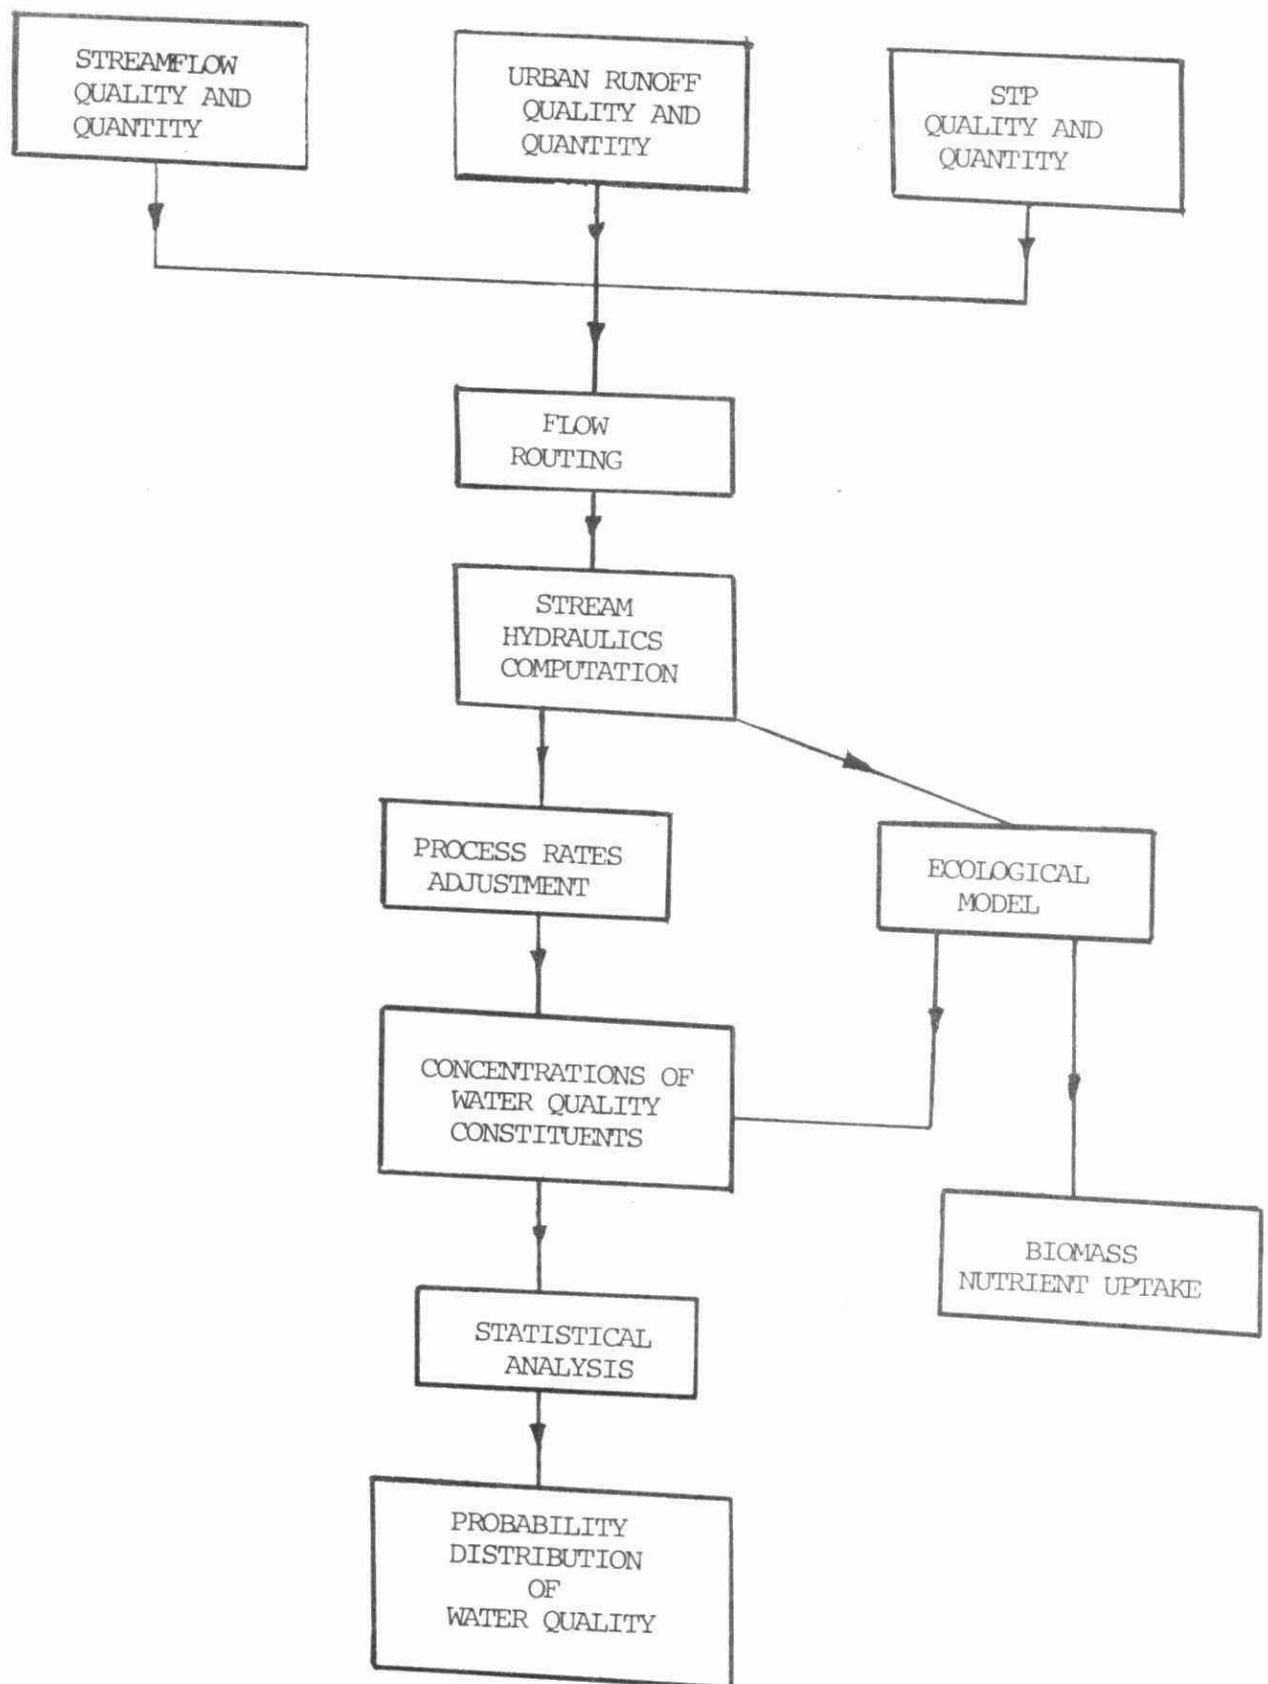 STREAMFLOW
QUALITY AND
QUANTITY
URBAN RUNOFF
QUALITY AND
QUANTITY
STP
QUALITY AND
QUANTITY
FLOW
ROUTING
STREAM
HYDRAULICS
COMPUTATION
PROCESS RATES
ADJUSTMENT
ECOLOGICAL
MODEL
CONCENTRATIONS OF
WATER QUALITY
CONSTITUENTS
BIOMASS
NUTRIENT UPTAKE
STATISTICAL
ANALYSIS
PROBABILITY
DISTRIBUTION
OF
WATER QUALITY